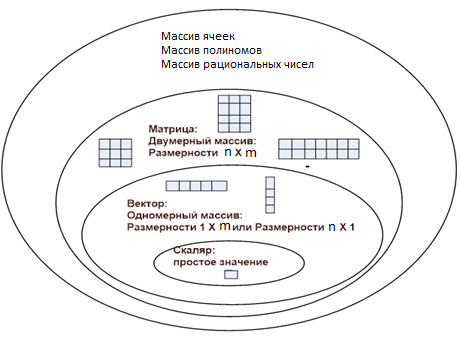 Массив ячеек
Массив полиномов
Массив рациональных чисел
Матрица:
Двумерный массив:
Размерности n X m
Вектор:
Одномерный массив:
Размерности 1 X m или Размерности n X 1
Скаляр:
простое значение